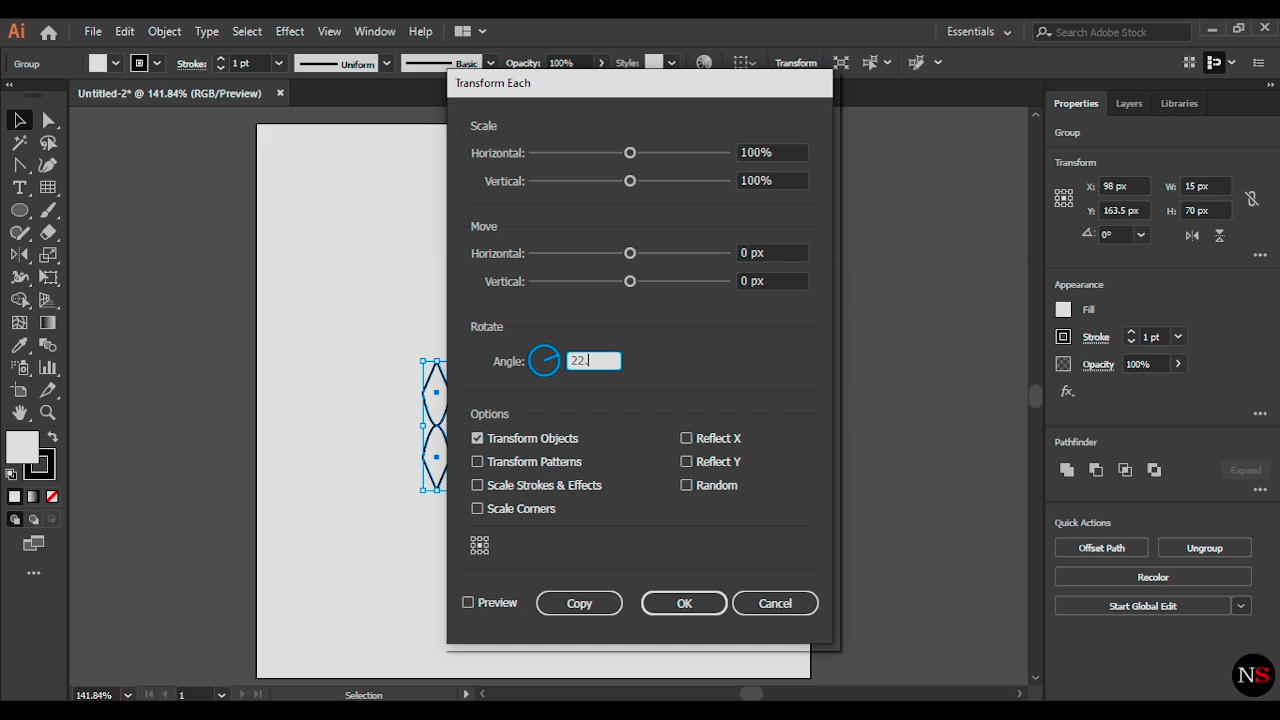 Ai File Edit Object Type Select Effect View Window Help Essentials Search Adobe Stock
Group Stroke: 1 pt Uniform Basic Opacity: 100% Style: Transform
Untitled-2* @ 141.84% (RGB/Preview)
Transform Each
Scale
Horizontal: 100%
Vertical: 100%
Move
Horizontal: 0 px
Vertical: 0 px
Rotate
Angle: 22.
Options
Transform Objects Reflect X
Transform Patterns Reflect Y
Scale Strokes & Effects Random
Scale Corners
Preview Copy OK Cancel
Properties Layers Libraries
Group
Transform
X: 98 px W: 15 px
Y: 163.5 px H: 70 px
0°
Appearance
Fill
Stroke 1 pt
Opacity 100%
fx.
Pathfinder
Expand
Quick Actions
Offset Path Ungroup
Recolor
Start Global Edit
141.84% 1 Selection
NS